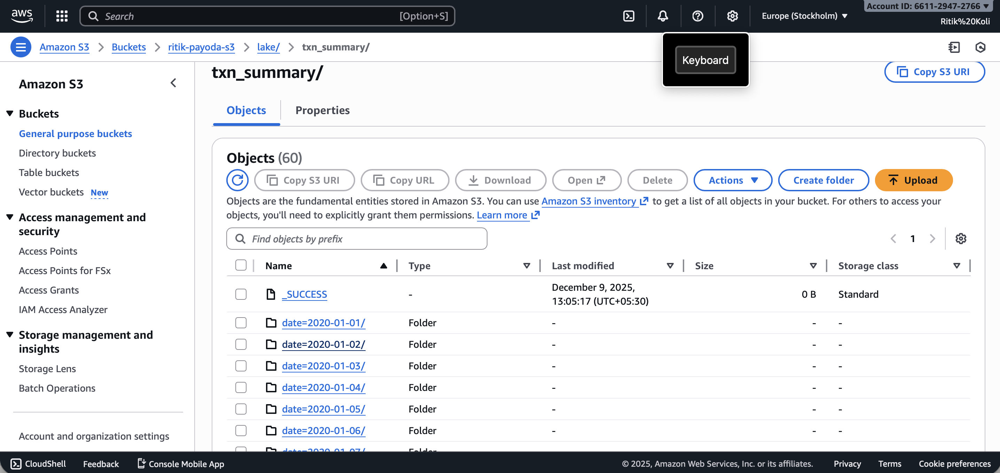 aws
Search
[Option+S]
Europe (Stockholm)
Account ID: 6611-2947-2766
Ritik%20Koli
Amazon S3
Buckets
ritik-payoda-s3
lake/
txn_summary/
Keyboard
Amazon S3
Buckets
General purpose buckets
Directory buckets
Table buckets
Vector buckets New
Access management and
security
Access Points
Access Points for FSx
Access Grants
IAM Access Analyzer
Storage management and
insights
Storage Lens
Batch Operations
Account and organization settings
txn_summary/
Copy S3 URI
Objects
Properties
Objects (60)
Copy S3 URI
Copy URL
Download
Open
Delete
Actions
Create folder
Upload
Objects are the fundamental entities stored in Amazon S3. You can use Amazon S3 inventory to get a list of all objects in your bucket. For others to access your
objects, you'll need to explicitly grant them permissions. Learn more
Find objects by prefix
1
Name Type Last modified Size Storage class
_SUCCESS - December 9, 2025, 0 B Standard
13:05:17 (UTC+05:30)
date=2020-01-01/ Folder - - -
date=2020-01-02/ Folder - - -
date=2020-01-03/ Folder - - -
date=2020-01-04/ Folder - - -
date=2020-01-05/ Folder - - -
date=2020-01-06/ Folder - - -
date=2020-01-07/ Folder
CloudShell Feedback Console Mobile App
© 2025, Amazon Web Services, Inc. or its affiliates. Privacy Terms Cookie preferences